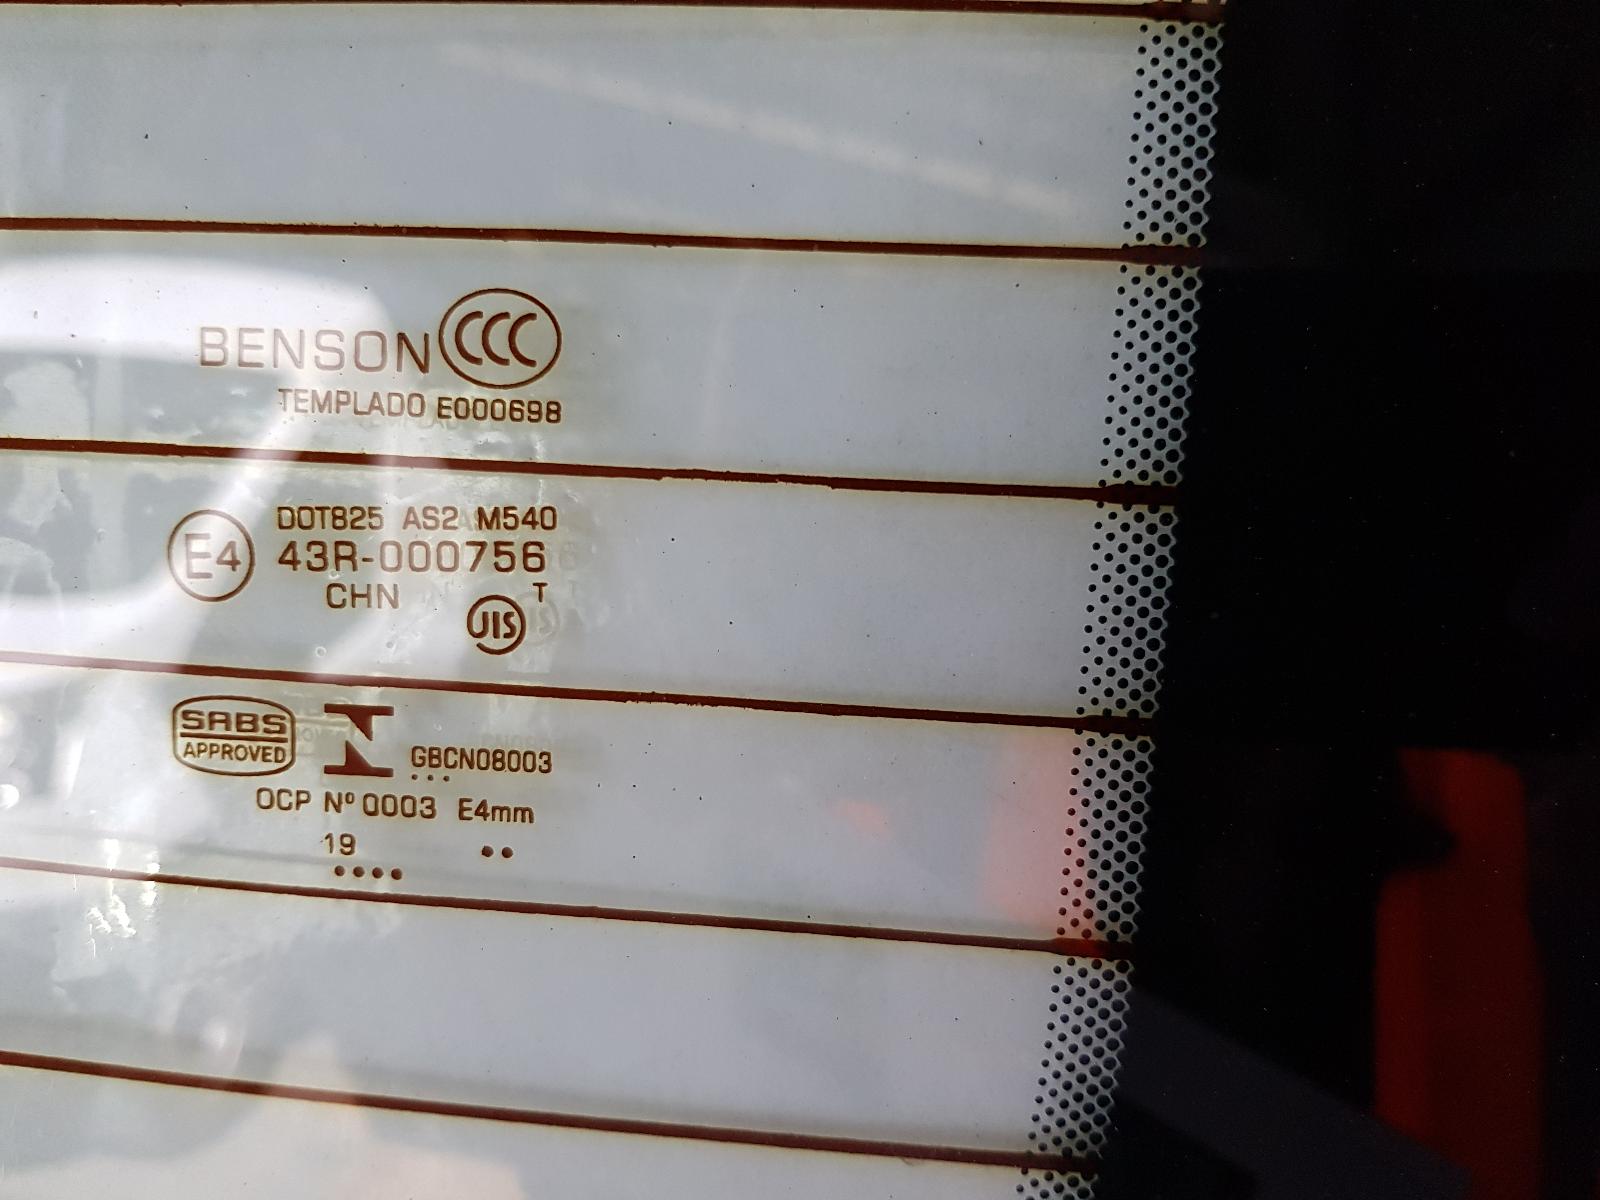 BENSON CCC
TEMPLADO E000698
DOT825 AS2 M540
E4 43R-000756
CHN T
JIS
SABS
APPROVED
GBCN08003
OCP Nº 0003 E4mm
19